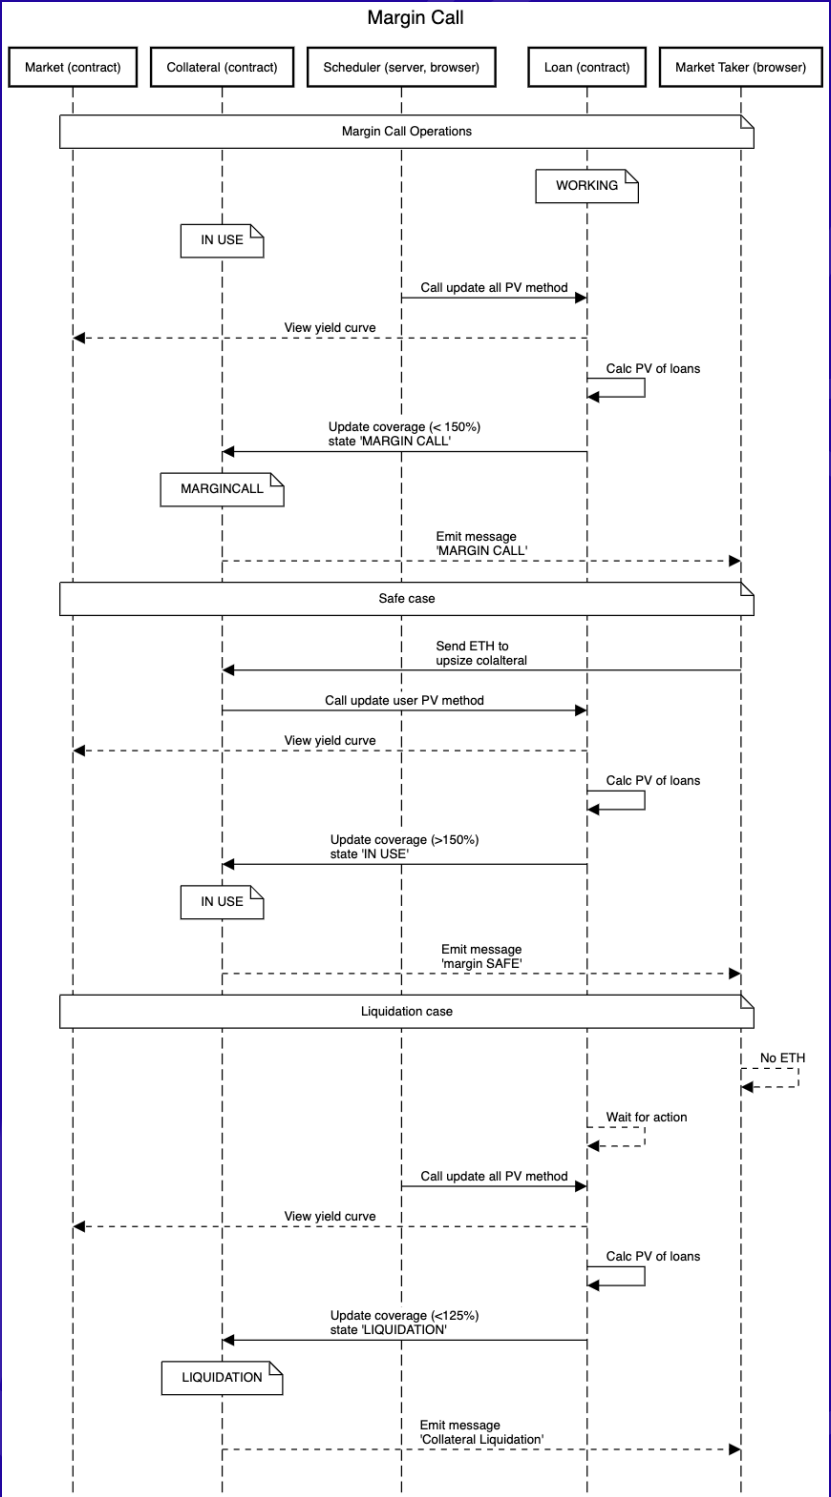 Margin Call
Market (contract)
Collateral (contract)
Scheduler (server, browser)
Loan (contract)
Market Taker (browser)
Margin Call Operations
WORKING
IN USE
Call update all PV method
View yield curve
Calc PV of loans
Update coverage (< 150%)
state 'MARGIN CALL'
MARGINCALL
Emit message
'MARGIN CALL'
Safe case
Send ETH to
upsize colalteral
Call update user PV method
View yield curve
Calc PV of loans
Update coverage (>150%)
state 'IN USE'
IN USE
Emit message
'margin SAFE'
Liquidation case
No ETH
Wait for action
Call update all PV method
View yield curve
Calc PV of loans
Update coverage (<125%)
state 'LIQUIDATION'
LIQUIDATION
Emit message
'Collateral Liquidation'